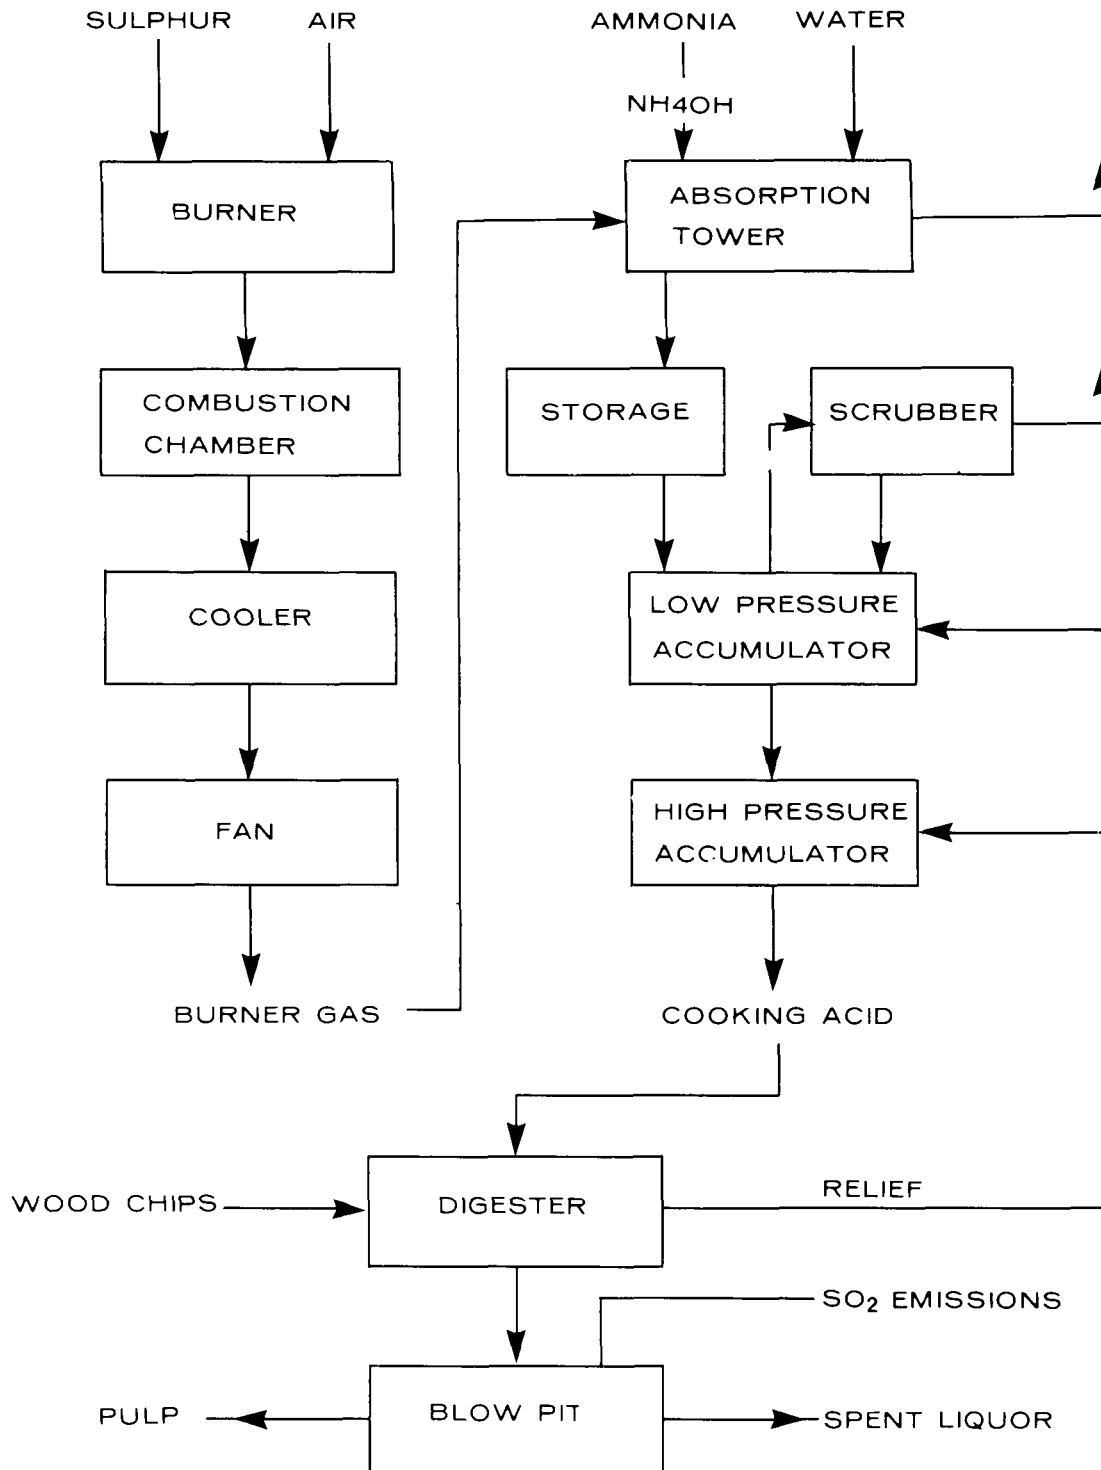 SULPHUR
AIR
AMMONIA
WATER
NH4OH
BURNER
ABSORPTION
TOWER
COMBUSTION
CHAMBER
STORAGE
SCRUBBER
COOLER
LOW PRESSURE
ACCUMULATOR
FAN
HIGH PRESSURE
ACCUMULATOR
BURNER GAS
COOKING ACID
WOOD CHIPS
DIGESTER
RELIEF
SO₂ EMISSIONS
PULP
BLOW PIT
SPENT LIQUOR